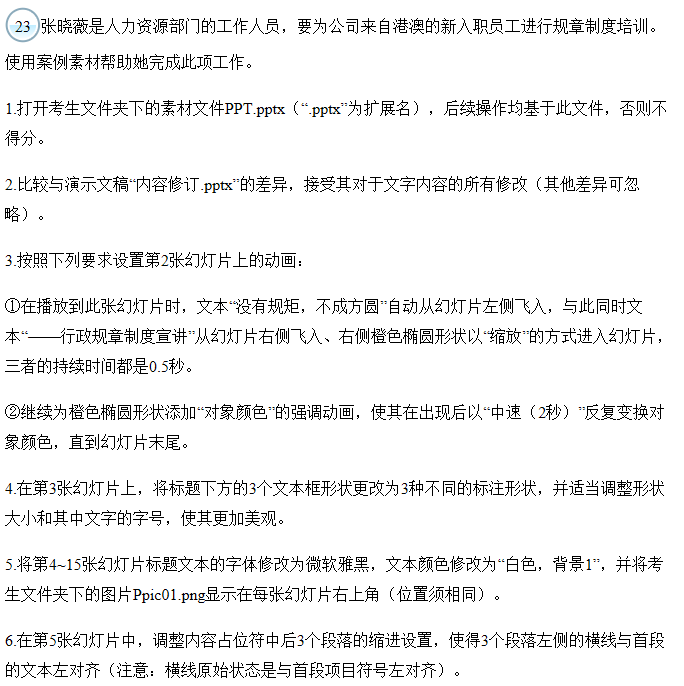 23 张晓薇是人力资源部门的工作人员，要为公司来自港澳的新入职员工进行规章制度培训。
使用案例素材帮助她完成此项工作。
1.打开考生文件夹下的素材文件PPT.pptx（“.pptx”为扩展名），后续操作均基于此文件，否则不
得分。
2.比较与演示文稿“内容修订.pptx”的差异，接受其对于文字内容的所有修改（其他差异可忽
略）。
3.按照下列要求设置第2张幻灯片上的动画：
①在播放到此张幻灯片时，文本“没有规矩，不成方圆”自动从幻灯片左侧飞入，与此同时文
本“——行政规章制度宣讲”从幻灯片右侧飞入、右侧橙色椭圆形状以“缩放”的方式进入幻灯片，
三者的持续时间都是0.5秒。
②继续为橙色椭圆形状添加“对象颜色”的强调动画，使其在出现后以“中速（2秒）”反复变换对
象颜色，直到幻灯片末尾。
4.在第3张幻灯片上，将标题下方的3个文本框形状更改为3种不同的标注形状，并适当调整形状
大小和其中文字的字号，使其更加美观。
5.将第4~15张幻灯片标题文本的字体修改为微软雅黑，文本颜色修改为“白色，背景1”，并将考
生文件夹下的图片Ppic01.png显示在每张幻灯片右上角（位置须相同）。
6.在第5张幻灯片中，调整内容占位符中后3个段落的缩进设置，使得3个段落左侧的横线与首段
的文本左对齐（注意：横线原始状态是与首段项目符号左对齐）。